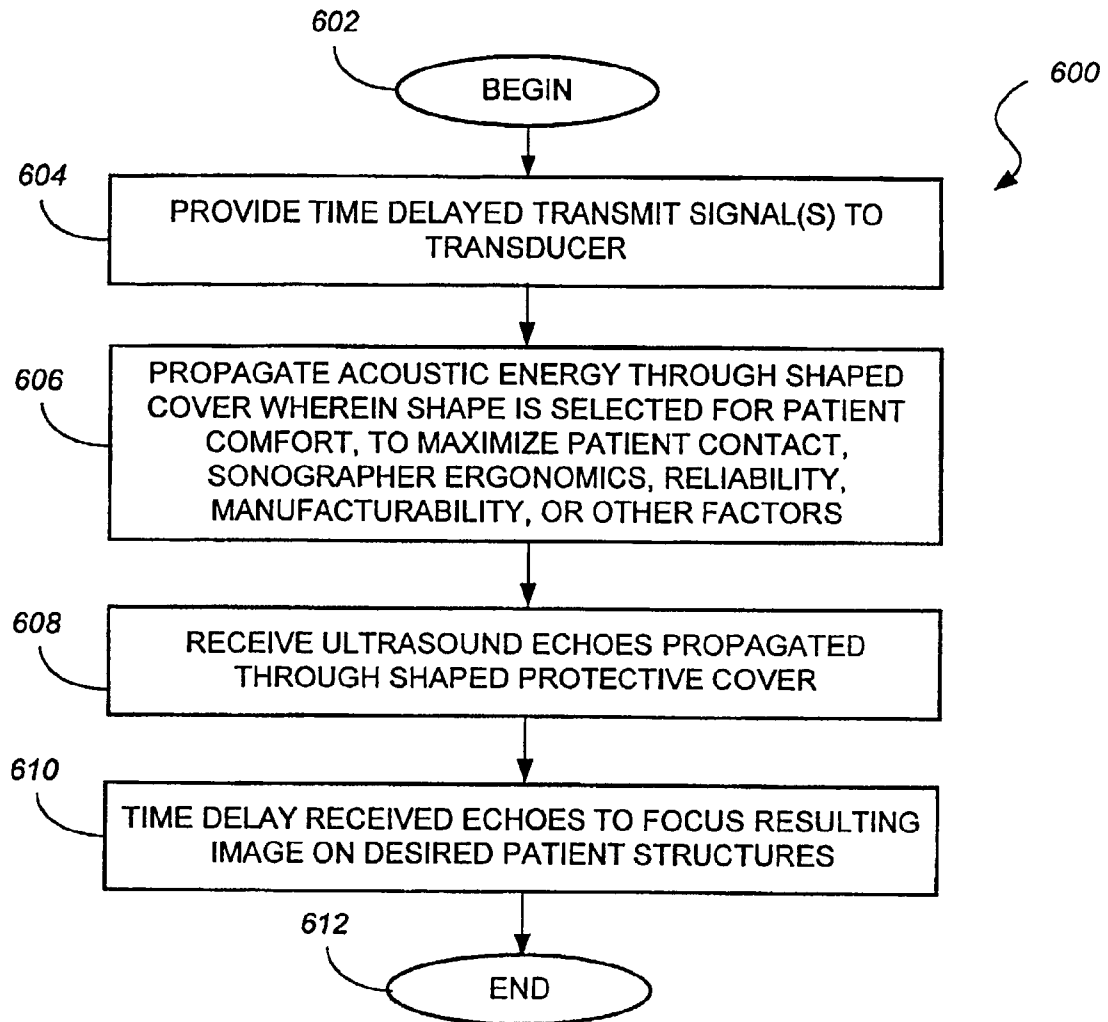 602
BEGIN
600
604
PROVIDE TIME DELAYED TRANSMIT SIGNAL(S) TO
TRANSDUCER
606
PROPAGATE ACOUSTIC ENERGY THROUGH SHAPED
COVER WHEREIN SHAPE IS SELECTED FOR PATIENT
COMFORT, TO MAXIMIZE PATIENT CONTACT,
SONOGRAPHER ERGONOMICS, RELIABILITY,
MANUFACTURABILITY, OR OTHER FACTORS
608
RECEIVE ULTRASOUND ECHOES PROPAGATED
THROUGH SHAPED PROTECTIVE COVER
610
TIME DELAY RECEIVED ECHOES TO FOCUS RESULTING
IMAGE ON DESIRED PATIENT STRUCTURES
612
END